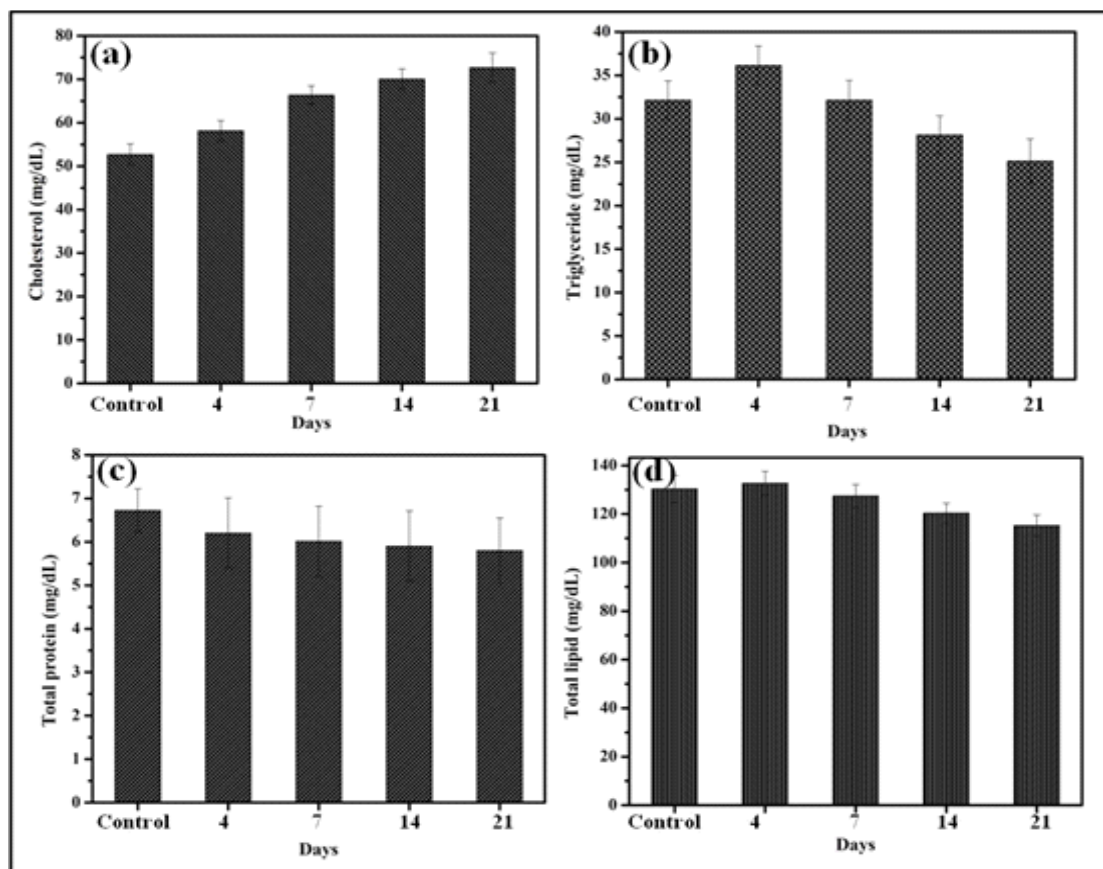 (a)
Cholesterol (mg/dL)
80
70
60
50
40
30
20
10
0
Control 4 7 14 21
Days
(b)
Triglyceride (mg/dL)
40
35
30
25
20
15
10
5
0
Control 4 7 14 21
Days
(c)
Total protein (mg/dL)
8
7
6
5
4
3
2
1
0
Control 4 7 14 21
Days
(d)
Total lipid (mg/dL)
140
120
100
80
60
40
20
0
Control 4 7 14 21
Days